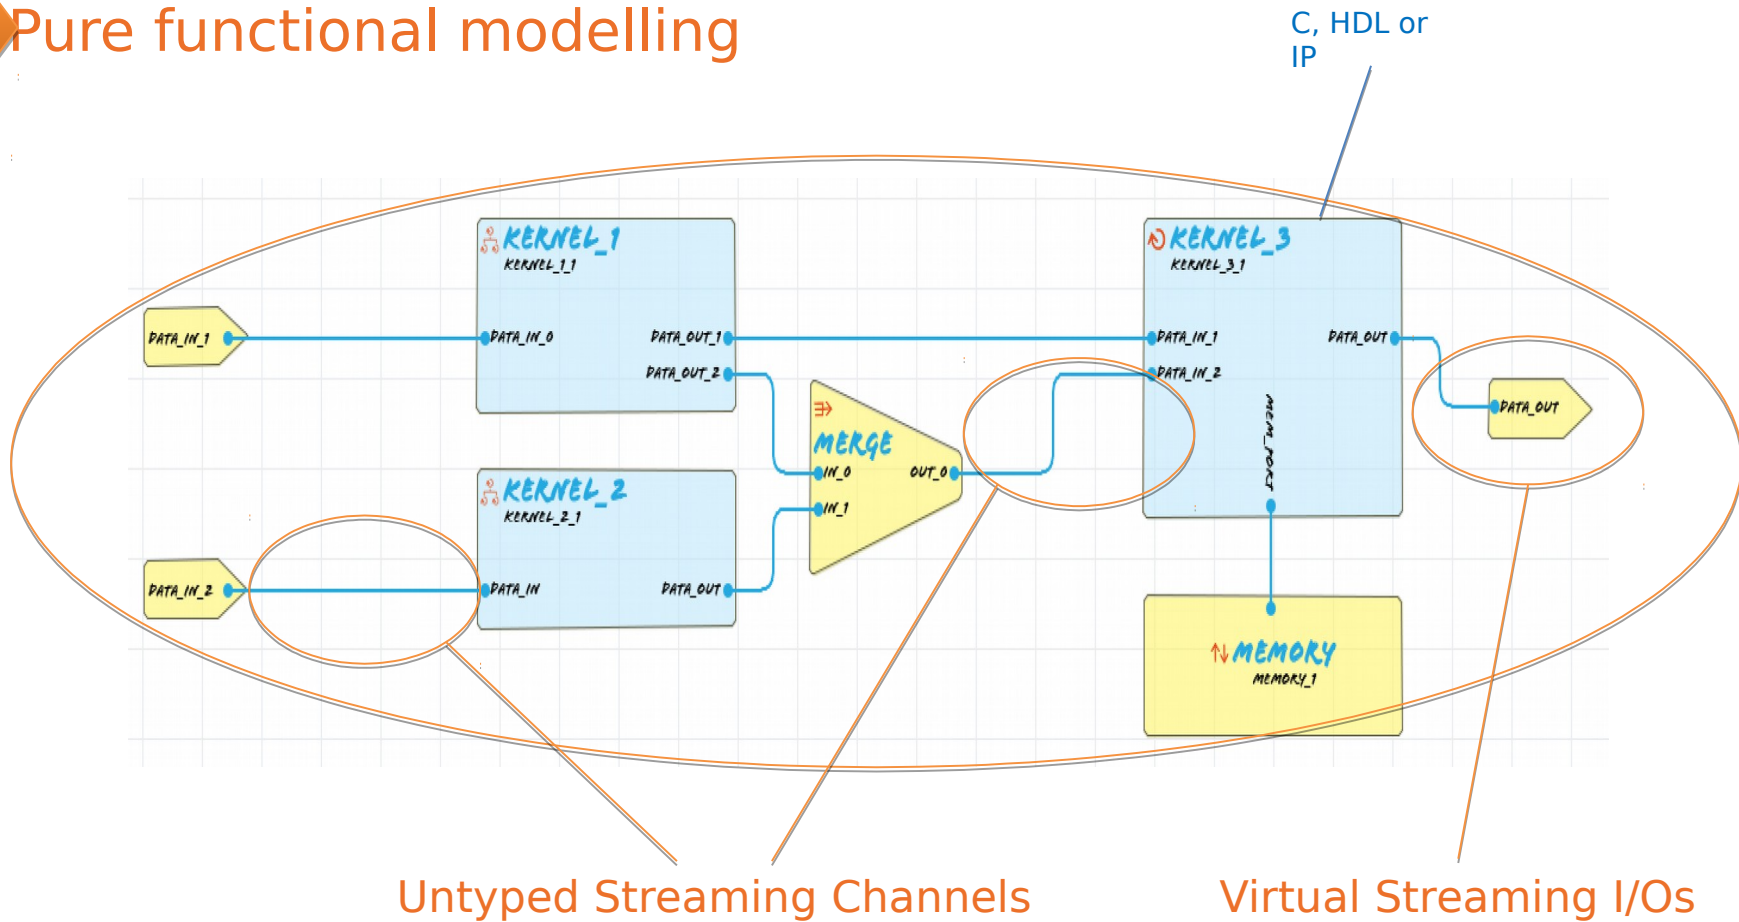 Pure functional modelling
C, HDL or
IP
KERNEL_1
KERNEL_1_1
DATA_IN_0
DATA_OUT_1
DATA_OUT_2
KERNEL_3
KERNEL_3_1
DATA_IN_1
DATA_IN_2
DATA_OUT
MEM_PORT
DATA_IN_1
DATA_OUT
MERGE
IN_0
OUT_0
IN_1
KERNEL_2
KERNEL_2_1
DATA_IN
DATA_OUT
DATA_IN_2
MEMORY
MEMORY_1
Untyped Streaming Channels
Virtual Streaming I/Os